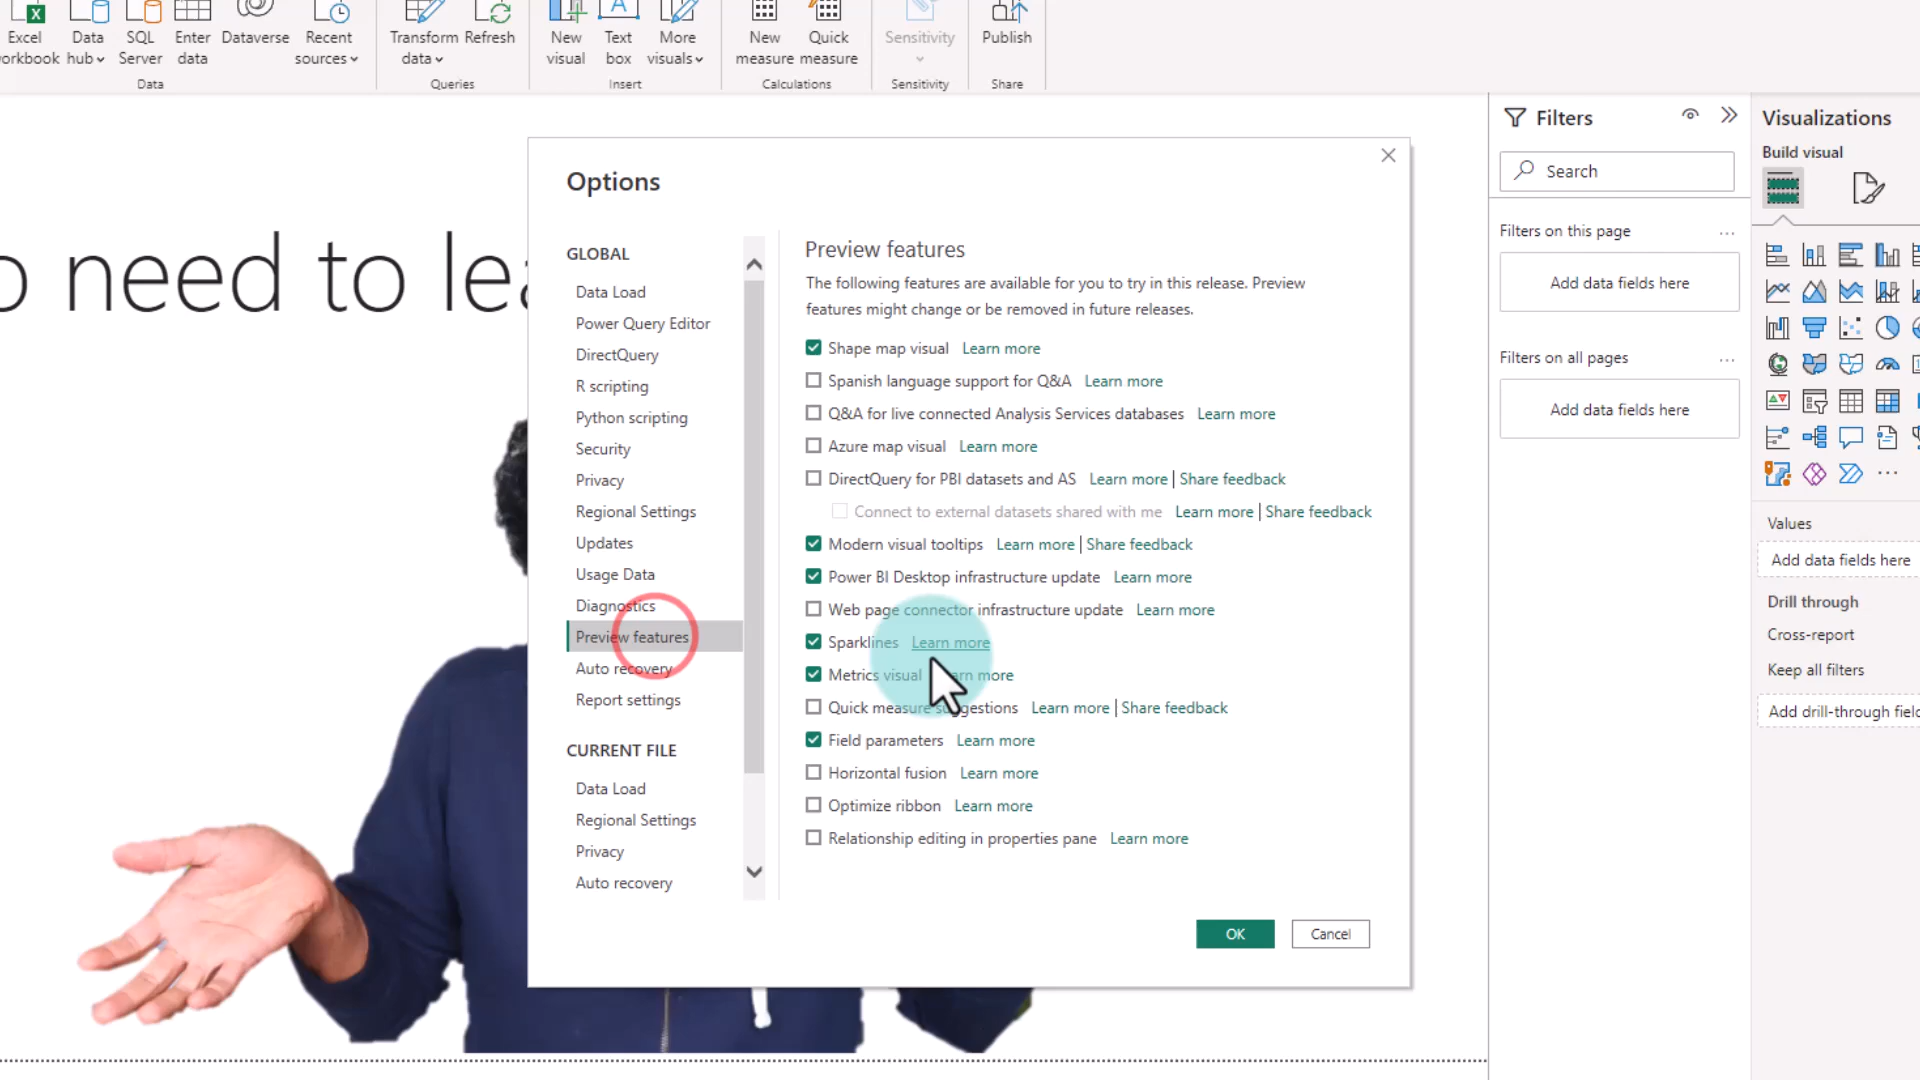 Excel
Data
SQL
Enter
Dataverse
Recent
Transform
Refresh
New
Text
More
New
Quick
Sensitivity
Publish
orkbook
hub
Server
data
sources
data
visual
box
visuals
measure
measure
Data
Queries
Insert
Calculations
Sensitivity
Share
o need to lea
Options
GLOBAL
Data Load
Power Query Editor
DirectQuery
R scripting
Python scripting
Security
Privacy
Regional Settings
Updates
Usage Data
Diagnostics
Preview features
Auto recovery
Report settings
CURRENT FILE
Data Load
Regional Settings
Privacy
Auto recovery
Preview features
The following features are available for you to try in this release. Preview
features might change or be removed in future releases.
Shape map visual Learn more
Spanish language support for Q&A Learn more
Q&A for live connected Analysis Services databases Learn more
Azure map visual Learn more
DirectQuery for PBI datasets and AS Learn more | Share feedback
Connect to external datasets shared with me Learn more | Share feedback
Modern visual tooltips Learn more | Share feedback
Power BI Desktop infrastructure update Learn more
Web page connector infrastructure update Learn more
Sparklines Learn more
Metrics visual Learn more
Quick measure suggestions Learn more | Share feedback
Field parameters Learn more
Horizontal fusion Learn more
Optimize ribbon Learn more
Relationship editing in properties pane Learn more
OK
Cancel
Filters
Search
Filters on this page ...
Add data fields here
Filters on all pages ...
Add data fields here
Visualizations
Build visual
Values
Add data fields here
Drill through
Cross-report
Keep all filters
Add drill-through field